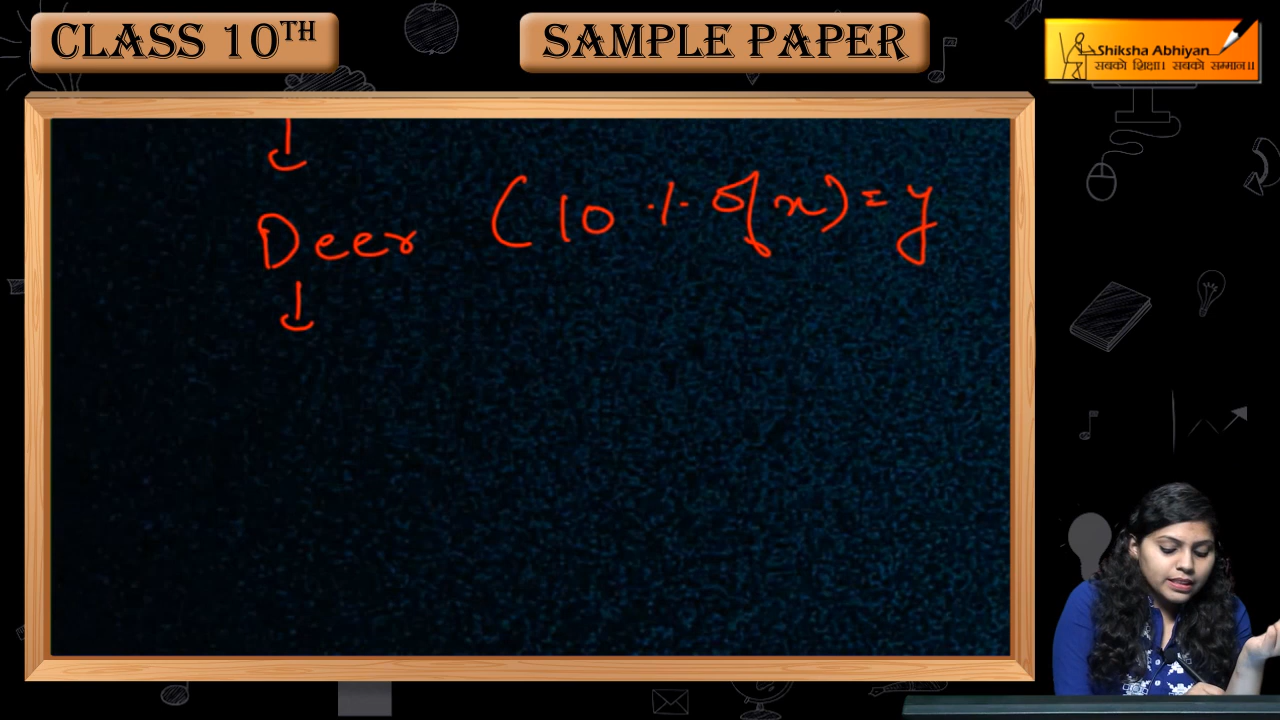 CLASS 10TH
SAMPLE PAPER
Shiksha Abhiyan
सबको शिक्षा। सबको सम्मान॥
↓
Deer (10 % of x) = y
↓